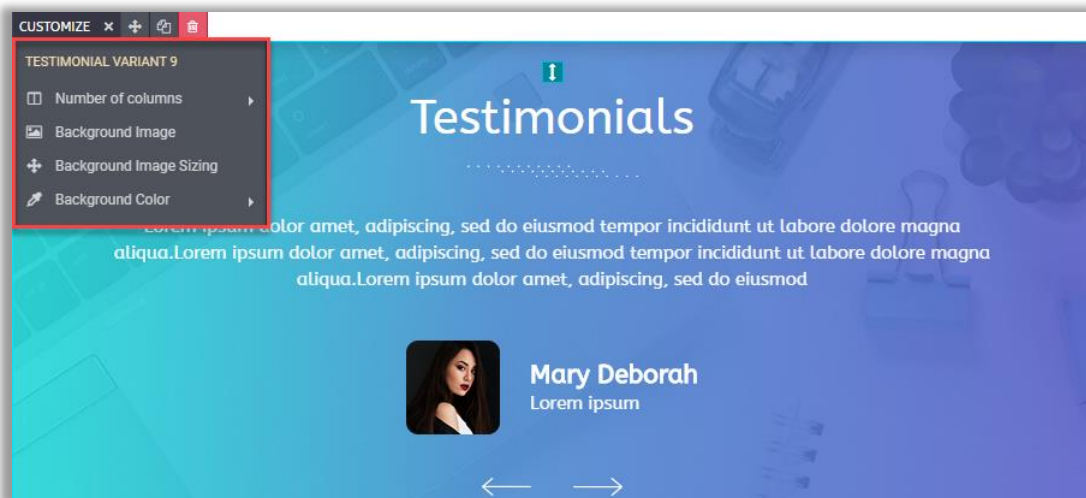 CUSTOMIZE
TESTIMONIAL VARIANT 9
Number of columns
Background Image
Background Image Sizing
Background Color
Testimonials
Lorem ipsum dolor amet, adipiscing, sed do eiusmod tempor incididunt ut labore dolore magna
aliqua.Lorem ipsum dolor amet, adipiscing, sed do eiusmod tempor incididunt ut labore dolore magna
aliqua.Lorem ipsum dolor amet, adipiscing, sed do eiusmod
Mary Deborah
Lorem ipsum